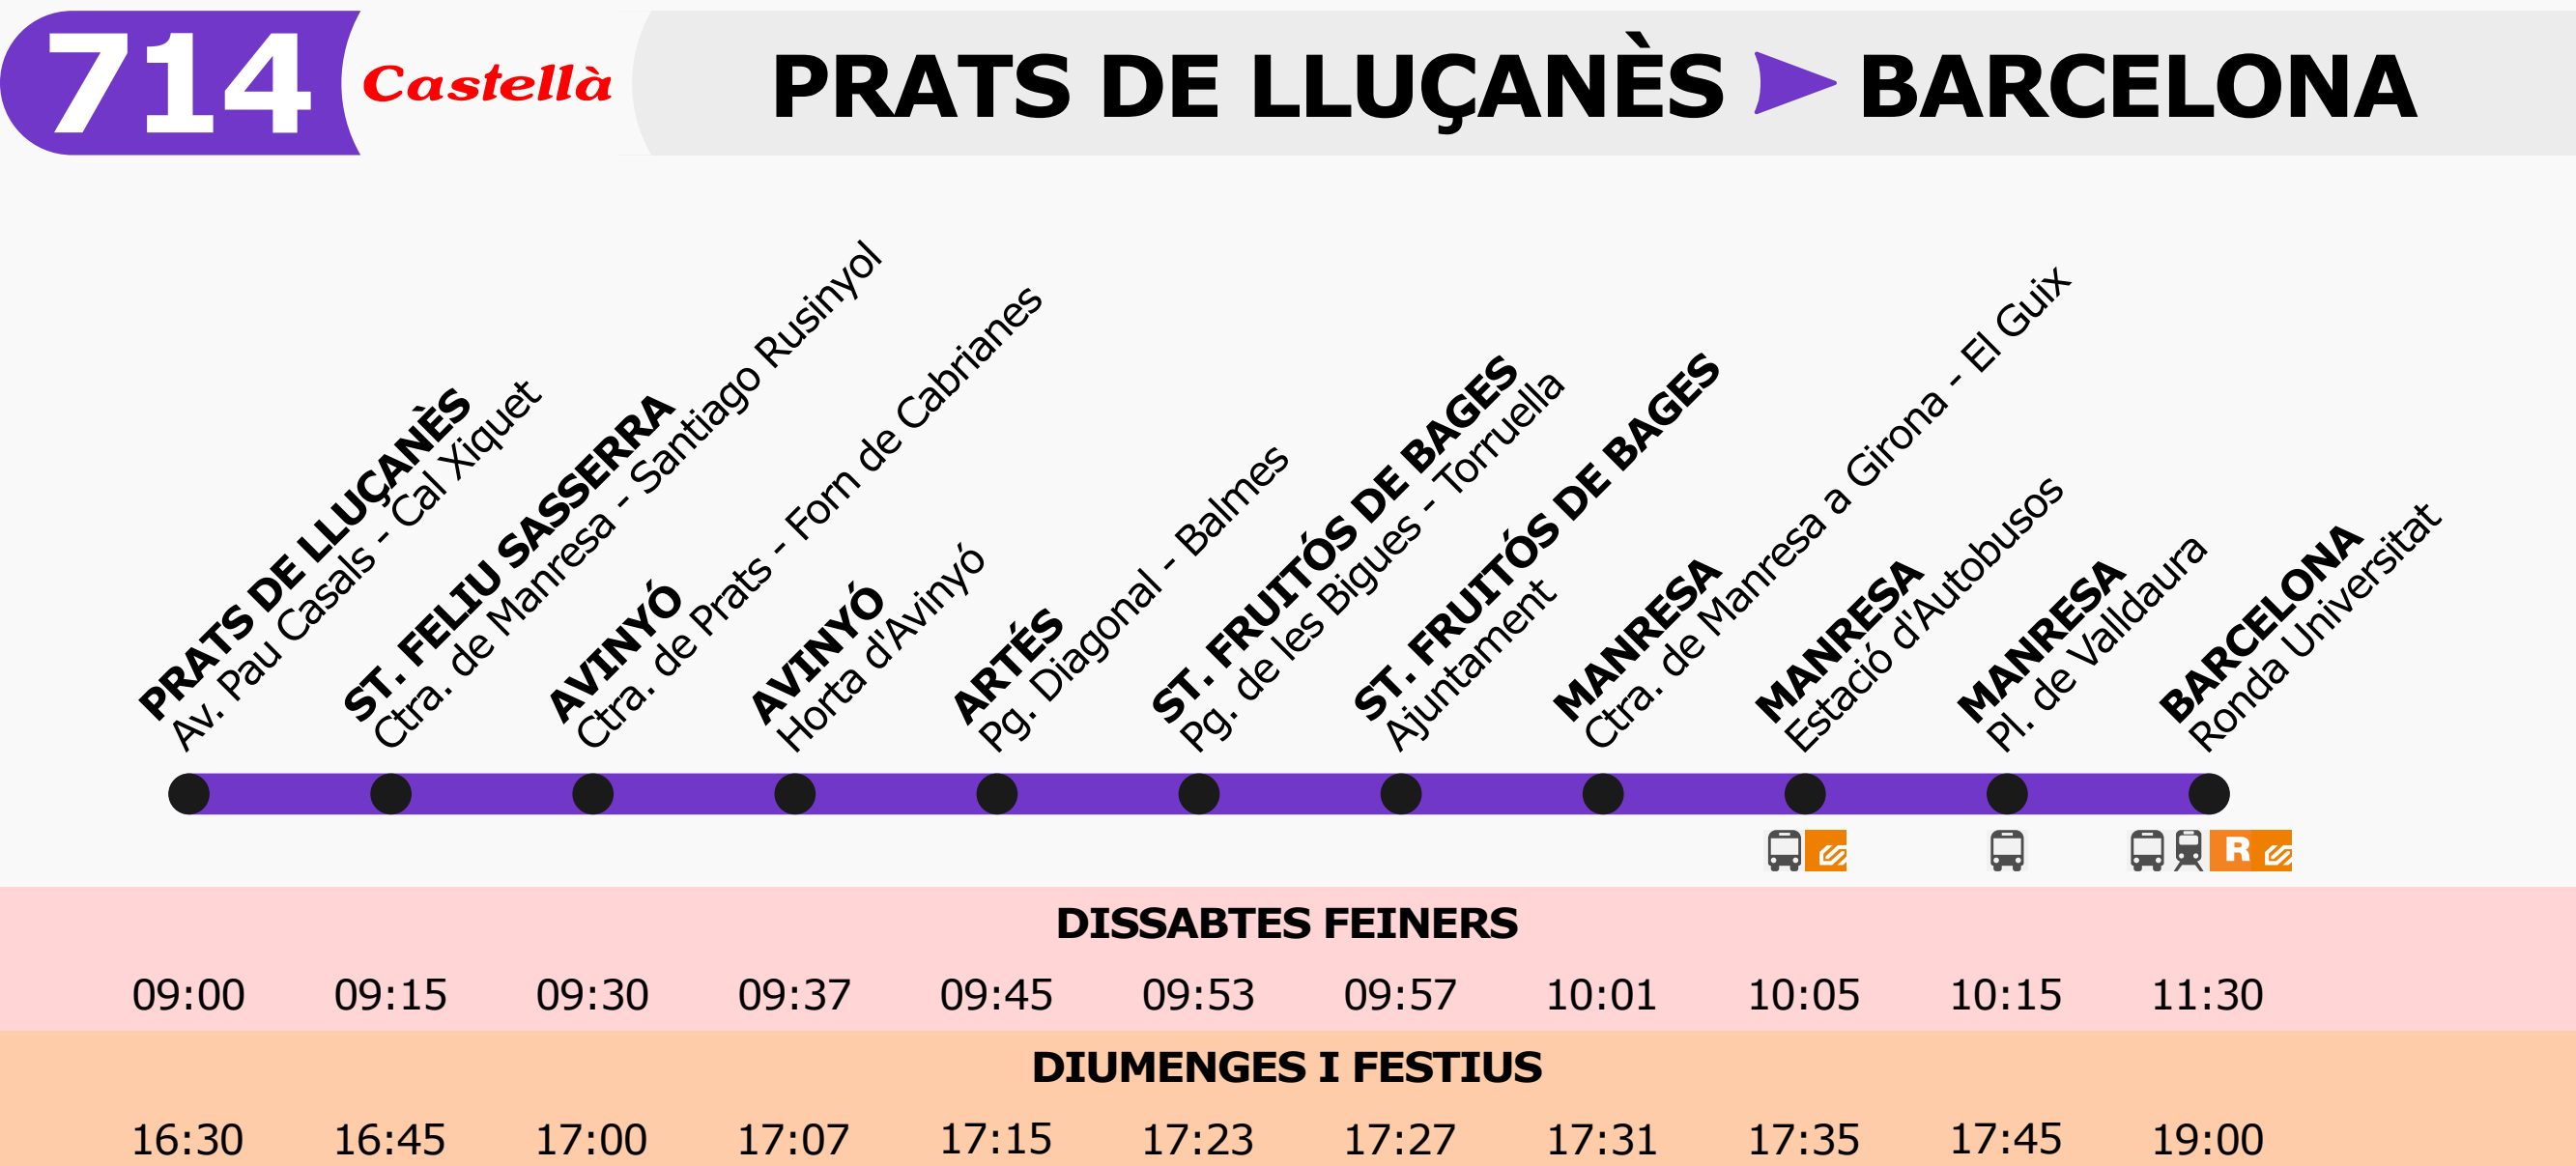 714 Castellà PRATS DE LLUÇANÈS BARCELONA
PRATS DE LLUÇANÈS
Av. Pau Casals - Cal Xiquet
ST. FELIU SASSERRA
Ctra. de Manresa - Santiago Rusinyol
AVINYÓ
Ctra. de Prats - Forn de Cabrianes
AVINYÓ
Horta d'Avinyó
ARTÉS
Pg. Diagonal - Balmes
ST. FRUITÓS DE BAGES
Pg. de les Bigues - Torruella
ST. FRUITÓS DE BAGES
Ajuntament
MANRESA
Ctra. de Manresa a Girona - El Guix
MANRESA
Estació d'Autobusos
MANRESA
Pl. de Valldaura
BARCELONA
Ronda Universitat
R
DISSABTES FEINERS
09:00 09:15 09:30 09:37 09:45 09:53 09:57 10:01 10:05 10:15 11:30
DIUMENGES I FESTIUS
16:30 16:45 17:00 17:07 17:15 17:23 17:27 17:31 17:35 17:45 19:00